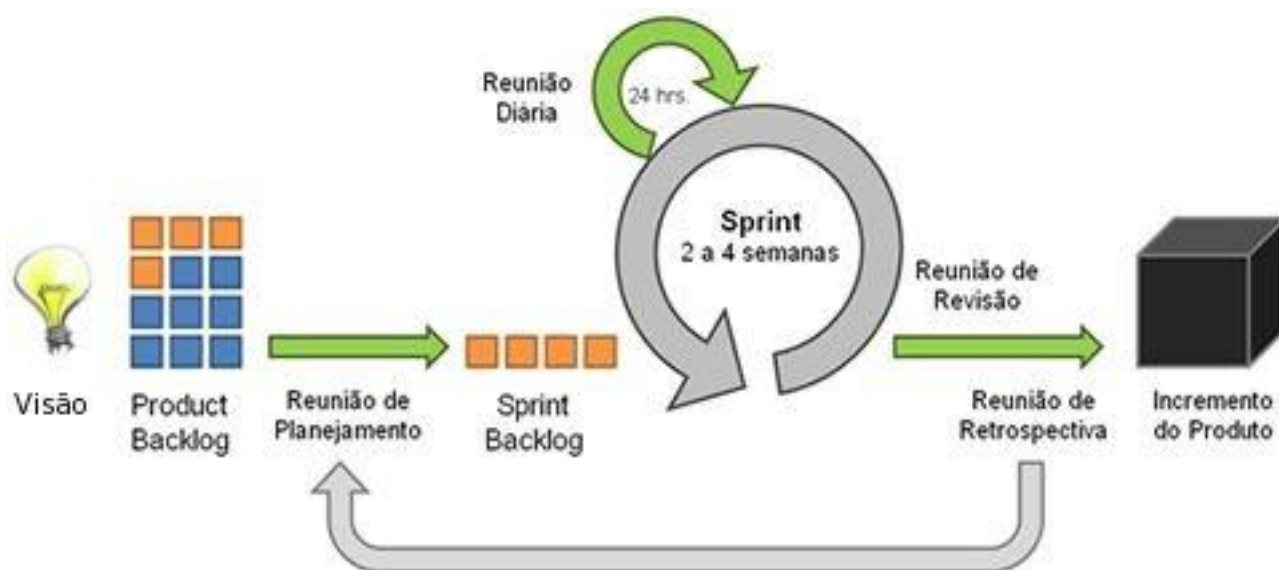 Reunião
Diária
24 hrs.
Sprint
2 a 4 semanas
Reunião de
Revisão
Visão
Product
Backlog
Reunião de
Planejamento
Sprint
Backlog
Reunião de
Retrospectiva
Incremento
do Produto